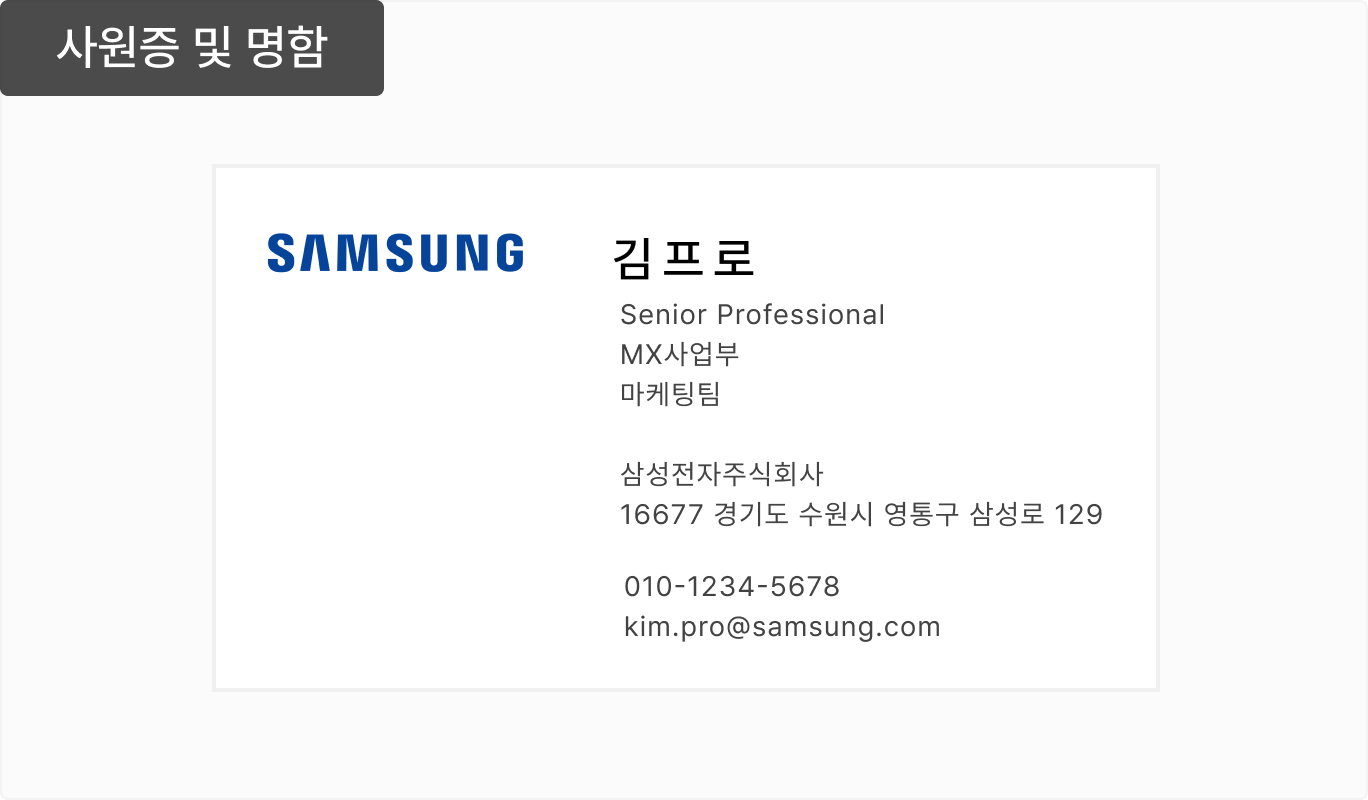 사원증 및 명함
SAMSUNG
김프로
Senior Professional
MX사업부
마케팅팀
삼성전자주식회사
16677 경기도 수원시 영통구 삼성로 129
010-1234-5678
kim.pro@samsung.com